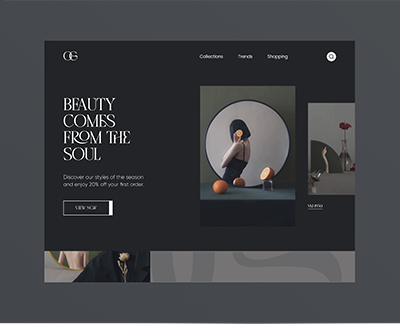 OG
Collections
Trends
Shopping
BEAUTY
COMES
FROM THE
SOUL
Discover our styles of the season
and enjoy 20% off your first order.
VIEW NOW